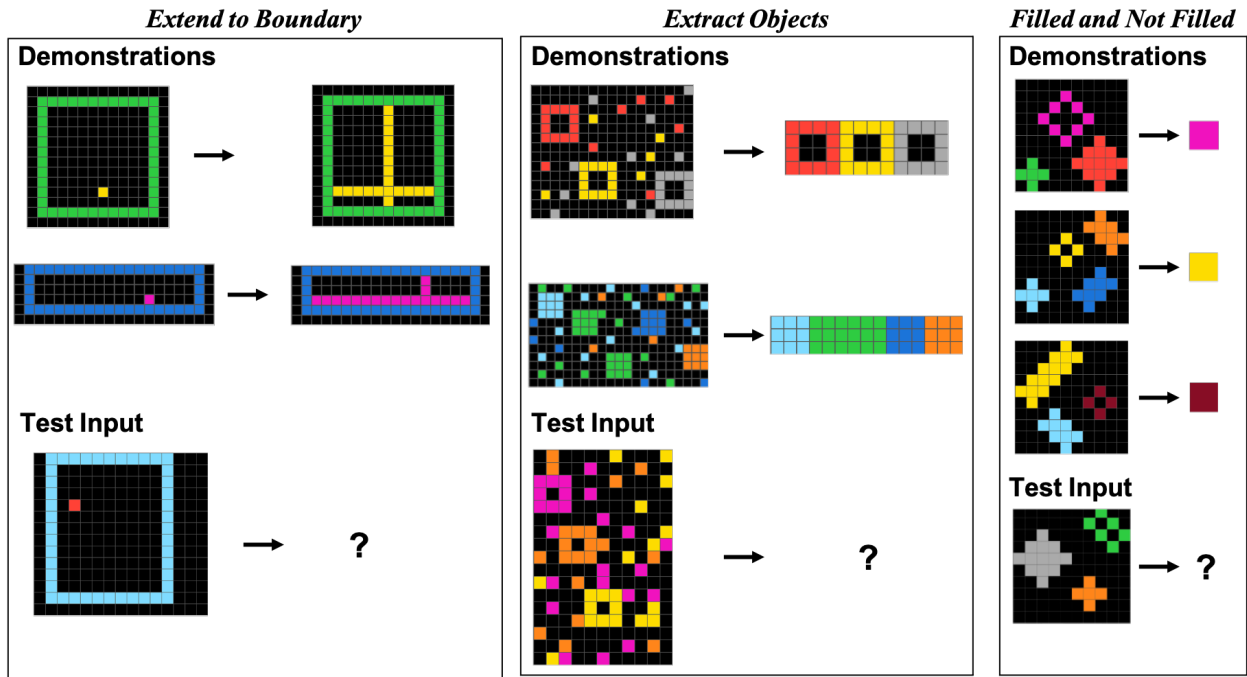 Extend to Boundary
Demonstrations
Test Input
?
Extract Objects
Demonstrations
Test Input
?
Filled and Not Filled
Demonstrations
Test Input
?